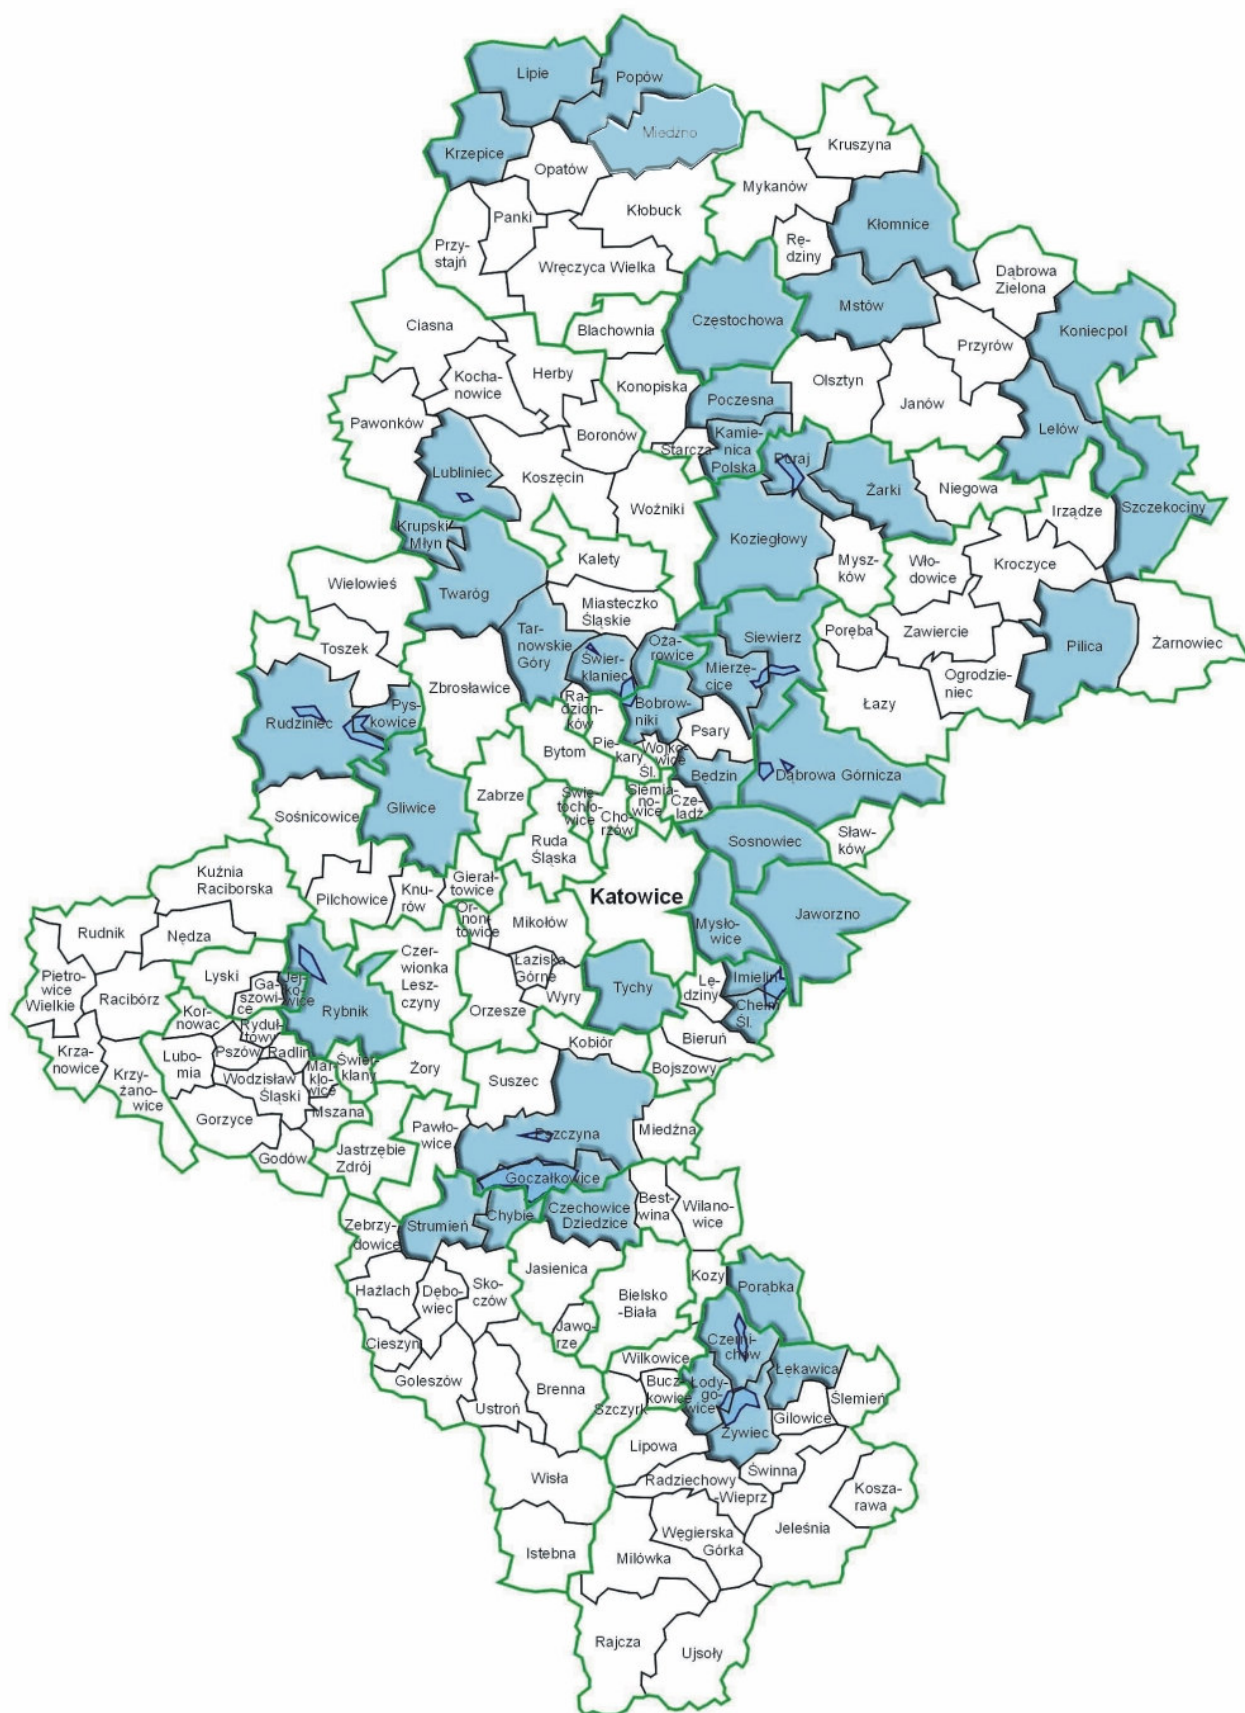 Lipie
Popów
Miedźno
Krzepice
Opatów
Kruszyna
Mykanów
Panki
Kłobuck
Kłomnice
Przy-
stajń
Rę-
dziny
Wręczyca Wielka
Dąbrowa
Zielona
Mstów
Częstochowa
Koniecpol
Ciasna
Blachownia
Przyrów
Kocha-
nowice
Herby
Konopiska
Olsztyn
Janów
Poczesna
Pawonków
Boronów
Starcza
Kamie-
nica
Polska
Poraj
Lelów
Lubliniec
Koszęcin
Żarki
Niegowa
Woźniki
Irządze
Szczekociny
Krupski
Młyn
Koziegłowy
Kalety
Mysz-
ków
Wło-
dowice
Kroczyce
Wielowieś
Twaróg
Miasteczko
Śląskie
Tar-
nowskie
Góry
Toszek
Siewierz
Poręba
Zawiercie
Pilica
Żarnowiec
Oża-
rowice
Świer-
klaniec
Mierzę-
cice
Zbrosławice
Ogrodzie-
niec
Rudziniec
Pys-
kowice
Ra-
dzion-
ków
Bobrow-
niki
Łazy
Psary
Bytom
Pie-
kary
Śl.
Wojko-
wice
Będzin
Dąbrowa Górnicza
Sośnicowice
Gliwice
Zabrze
Świę-
tochło-
wice
Siemia-
no-
wice
Cze-
ladź
Cho-
rzów
Ruda
Śląska
Sosnowiec
Sław-
ków
Kuźnia
Raciborska
Pilchowice
Knu-
rów
Gierał-
towice
Katowice
Jaworzno
Or-
non-
towice
Mikołów
Mysło-
wice
Rudnik
Nędza
Czer-
wionka
Lesz-
czyny
Łaziska
Górne
Pietro-
wice
Wielkie
Lyski
Racibórz
Ga-
szowi-
ce
Jej-
kowice
Rybnik
Orzesze
Wyry
Tychy
Lę-
dziny
Imielin
Chełm
Śl.
Kor-
nowac
Ryduł-
towy
Bieruń
Kobiór
Krza-
nowice
Lubo-
mia
Pszów
Radlin
Mar-
klo-
wice
Świer-
klany
Żory
Suszec
Bojszowy
Krzy-
żanowice
Wodzisław
Śląski
Gorzyce
Mszana
Pawło-
wice
Pszczyna
Miedźna
Godów
Jastrzębie
Zdrój
Goczałkowice
Strumień
Chybie
Czechowice
Dziedzice
Best-
wina
Wilano-
wice
Zebrzy-
dowice
Hażlach
Dębo-
wiec
Sko-
czów
Jasienica
Bielsko
-Biała
Kozy
Porąbka
Jawo-
rze
Czerni-
chów
Cieszyn
Wilkowice
Łękawica
Goleszów
Brenna
Bucz-
kowice
Łody-
go-
wice
Ślemień
Ustroń
Szczyrk
Gilowice
Żywiec
Lipowa
Wisła
Radziechowy
-Wieprz
Świnna
Kosza-
rawa
Jeleśnia
Węgierska
Górka
Istebna
Milówka
Rajcza
Ujsoły